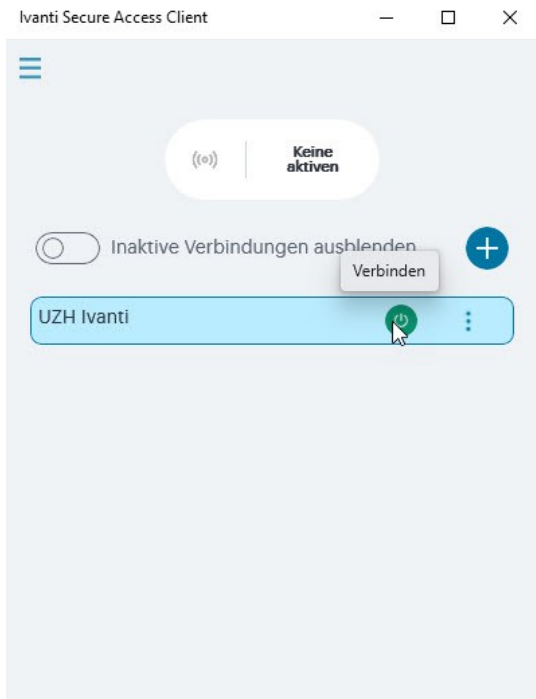 Ivanti Secure Access Client
Keine
aktiven
Inaktive Verbindungen ausblenden
Verbinden
UZH Ivanti